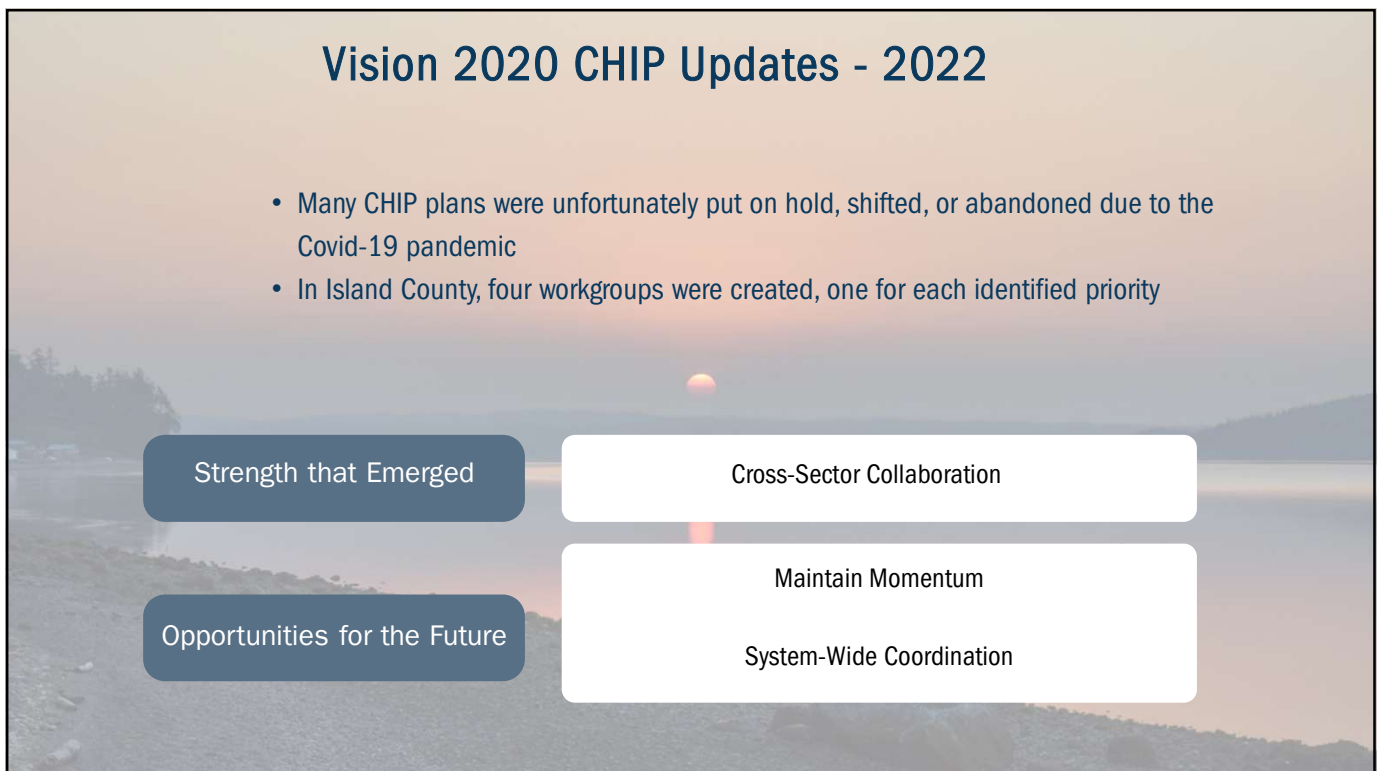 Vision 2020 CHIP Updates - 2022
• Many CHIP plans were unfortunately put on hold, shifted, or abandoned due to the
Covid-19 pandemic
• In Island County, four workgroups were created, one for each identified priority
Strength that Emerged
Cross-Sector Collaboration
Opportunities for the Future
Maintain Momentum
System-Wide Coordination